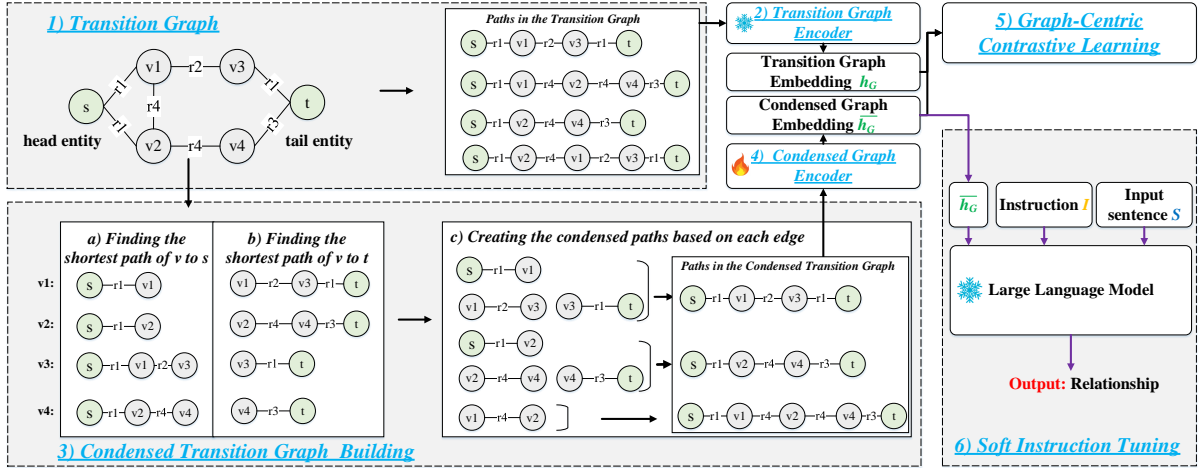 1) Transition Graph
s
r1
r1
v1
r2
v3
r4
v2
r4
v4
r1
r3
t
head entity
tail entity
Paths in the Transition Graph
s r1 v1 r2 v3 r1 t
s r1 v1 r4 v2 r4 v4 r3 t
s r1 v2 r4 v4 r3 t
s r1 v2 r4 v1 r2 v3 r1 t
2) Transition Graph
Encoder
Transition Graph
Embedding h_G
Condensed Graph
Embedding \overline{h_G}
4) Condensed Graph
Encoder
5) Graph-Centric
Contrastive Learning
a) Finding the
shortest path of v to s
b) Finding the
shortest path of v to t
v1:
s r1 v1
v1 r2 v3 r1 t
v2:
s r1 v2
v2 r4 v4 r3 t
v3:
s r1 v1 r2 v3
v3 r1 t
v4:
s r1 v2 r4 v4
v4 r3 t
3) Condensed Transition Graph Building
c) Creating the condensed paths based on each edge
s r1 v1
v1 r2 v3
v3 r1 t
s r1 v2
v2 r4 v4
v4 r3 t
v1 r4 v2
Paths in the Condensed Transition Graph
s r1 v1 r2 v3 r1 t
s r1 v2 r4 v4 r3 t
s r1 v1 r4 v2 r4 v4 r3 t
\overline{h_G}
Instruction I
Input
sentence S
Large Language Model
Output: Relationship
6) Soft Instruction Tuning